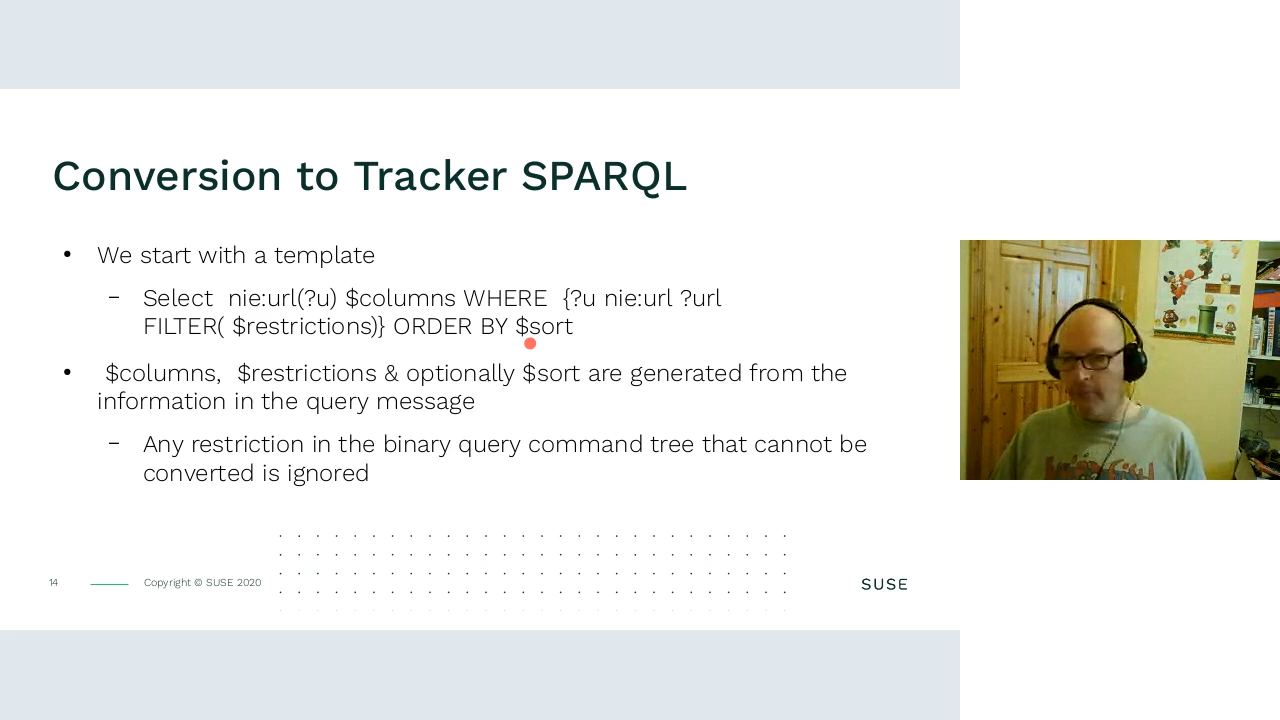 Conversion to Tracker SPARQL
• We start with a template
– Select nie:url(?u) $columns WHERE {?u nie:url ?url
FILTER( $restrictions)} ORDER BY $sort
• $columns, $restrictions & optionally $sort are generated from the
information in the query message
– Any restriction in the binary query command tree that cannot be
converted is ignored
14 Copyright © SUSE 2020
SUSE